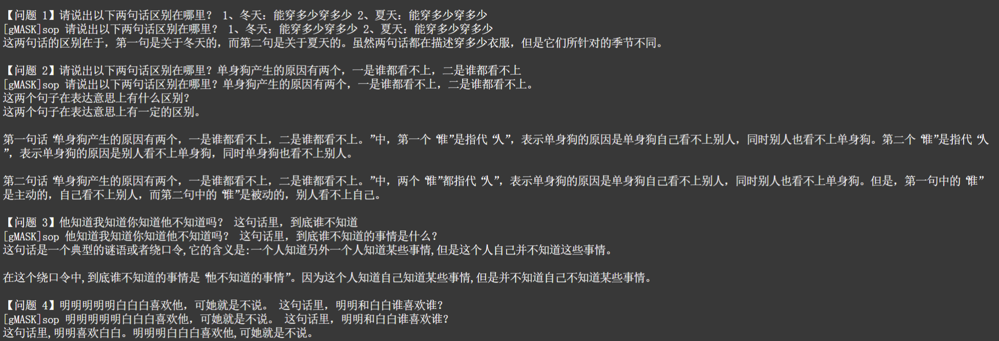 【问题 1】请说出以下两句话区别在哪里？ 1、冬天：能穿多少穿多少 2、夏天：能穿多少穿多少
[gMASK]sop 请说出以下两句话区别在哪里？ 1、冬天：能穿多少穿多少 2、夏天：能穿多少穿多少
这两句话的区别在于，第一句是关于冬天的，而第二句是关于夏天的。虽然两句话都在描述穿多少衣服，但是它们所针对的季节不同。
【问题 2】请说出以下两句话区别在哪里？单身狗产生的原因有两个，一是谁都看不上，二是谁都看不上
[gMASK]sop 请说出以下两句话区别在哪里？单身狗产生的原因有两个，一是谁都看不上，二是谁都看不上。
这两个句子在表达意思上有什么区别？
这两个句子在表达意思上有一定的区别。
第一句话“单身狗产生的原因有两个，一是谁都看不上，二是谁都看不上。”中，第一个“谁”是指代“人”，表示单身狗的原因是单身狗自己看不上别人，同时别人也看不上单身狗。第二个“谁”是指代“人
”，表示单身狗的原因是别人看不上单身狗，同时单身狗也看不上别人。
第二句话“单身狗产生的原因有两个，一是谁都看不上，二是谁都看不上。”中，两个“谁”都指代“人”，表示单身狗的原因是单身狗自己看不上别人，同时别人也看不上单身狗。但是，第一句中的“谁”
是主动的，自己看不上别人，而第二句中的“谁”是被动的，别人看不上自己。
【问题 3】他知道我知道你知道他不知道吗？ 这句话里，到底谁不知道
[gMASK]sop 他知道我知道你知道他不知道吗？ 这句话里，到底谁不知道的事情是什么？
这句话是一个典型的谜语或者绕口令,它的含义是:一个人知道另外一个人知道某些事情,但是这个人自己并不知道这些事情。
在这个绕口令中,到底谁不知道的事情是“他不知道的事情”。因为这个人知道自己知道某些事情,但是并不知道自己不知道某些事情。
【问题 4】明明明明明白白白喜欢他，可她就是不说。 这句话里，明明和白白谁喜欢谁？
[gMASK]sop 明明明明明白白白喜欢他，可她就是不说。 这句话里，明明和白白谁喜欢谁？
这句话里,明明喜欢白白。明明明白白白喜欢他,可她就是不说。